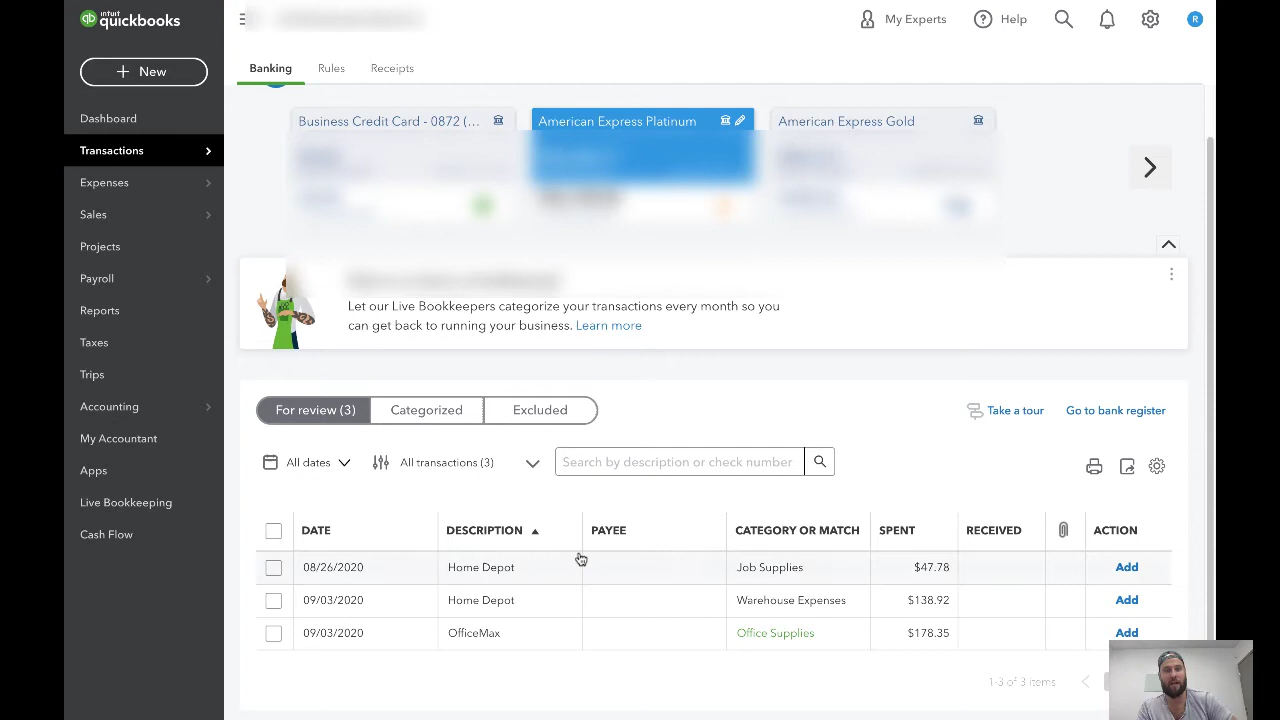 intuit
quickbooks
My Experts
Help
R
+ New
Banking
Rules
Receipts
Dashboard
Transactions
Expenses
Sales
Projects
Payroll
Reports
Taxes
Trips
Accounting
My Accountant
Apps
Live Bookkeeping
Cash Flow
Business Credit Card - 0872 (...
American Express Platinum
American Express Gold
Let our Live Bookkeepers categorize your transactions every month so you
can get back to running your business. Learn more
For review (3)
Categorized
Excluded
Take a tour
Go to bank register
All dates
All transactions (3)
Search by description or check number
DATE DESCRIPTION PAYEE CATEGORY OR MATCH SPENT RECEIVED ACTION
08/26/2020 Home Depot Job Supplies $47.78 Add
09/03/2020 Home Depot Warehouse Expenses $138.92 Add
09/03/2020 OfficeMax Office Supplies $178.35 Add
1-3 of 3 items